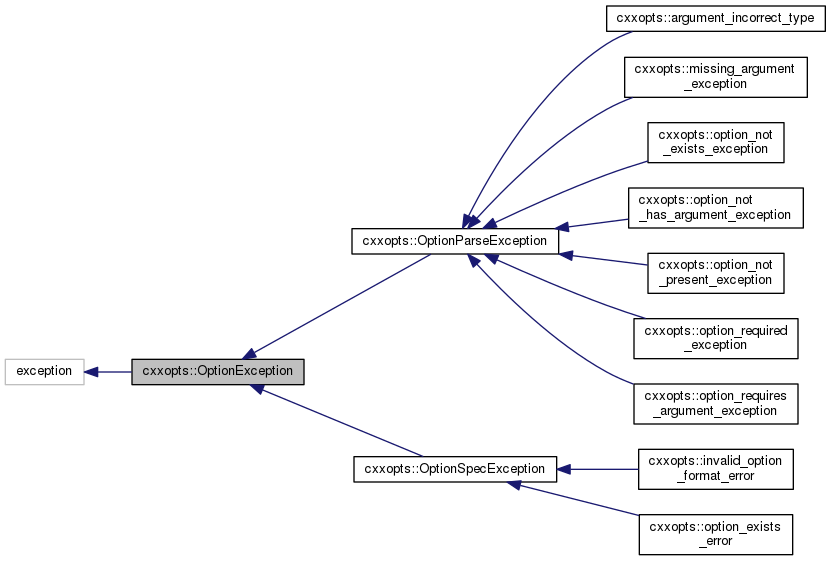 cxxopts::argument_incorrect_type
cxxopts::missing_argument
_exception
cxxopts::option_not
_exists_exception
cxxopts::option_not
_has_argument_exception
cxxopts::OptionParseException
cxxopts::option_not
_present_exception
cxxopts::option_required
_exception
exception
cxxopts::OptionException
cxxopts::option_requires
_argument_exception
cxxopts::OptionSpecException
cxxopts::invalid_option
_format_error
cxxopts::option_exists
_error